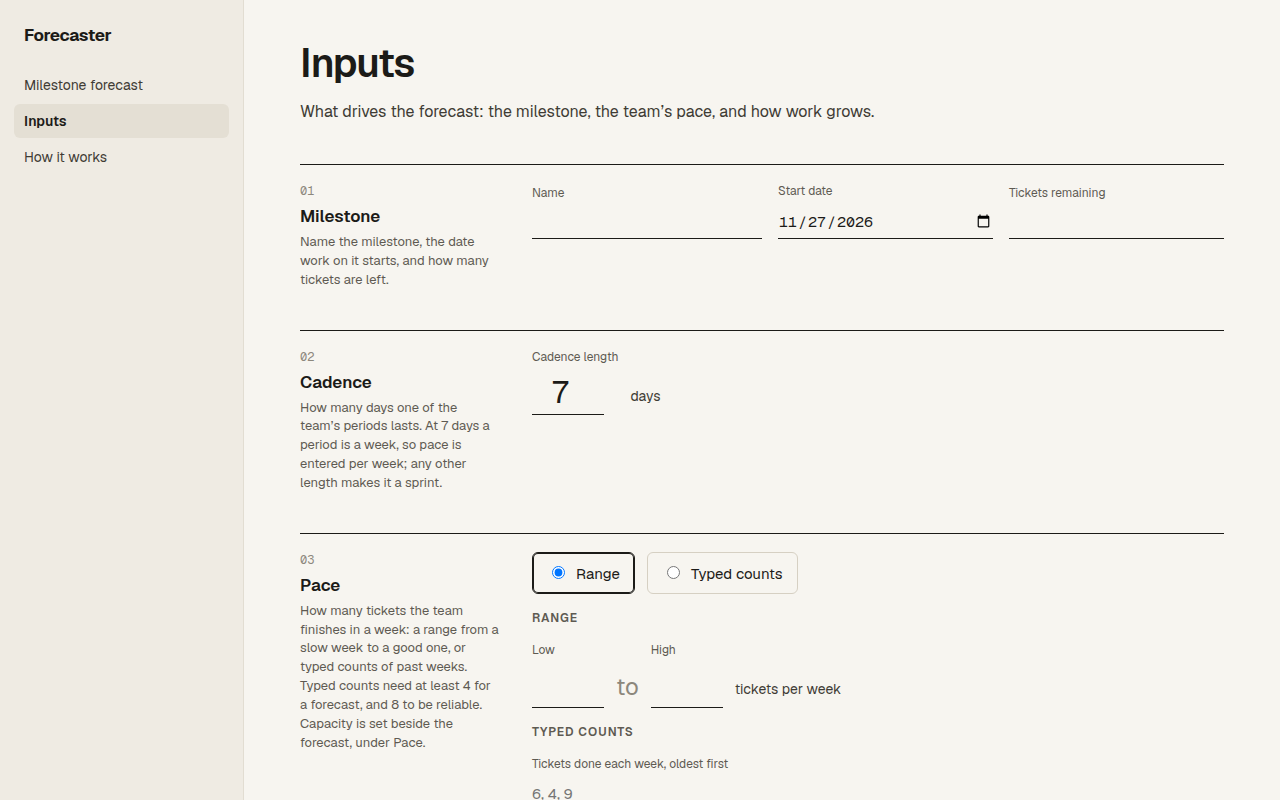 Forecaster
Milestone forecast
Inputs
How it works
Inputs
What drives the forecast: the milestone, the team’s pace, and how work grows.
01
Milestone
Name the milestone, the date
work on it starts, and how many
tickets are left.
Name
Start date
11/27/2026
Tickets remaining
02
Cadence
How many days one of the
team’s periods lasts. At 7 days a
period is a week, so pace is
entered per week; any other
length makes it a sprint.
Cadence length
7 days
03
Pace
How many tickets the team
finishes in a week: a range from a
slow week to a good one, or
typed counts of past weeks.
Typed counts need at least 4 for
a forecast, and 8 to be reliable.
Capacity is set beside the
forecast, under Pace.
Range
Typed counts
RANGE
Low
High
to
tickets per week
TYPED COUNTS
Tickets done each week, oldest first
6, 4, 9